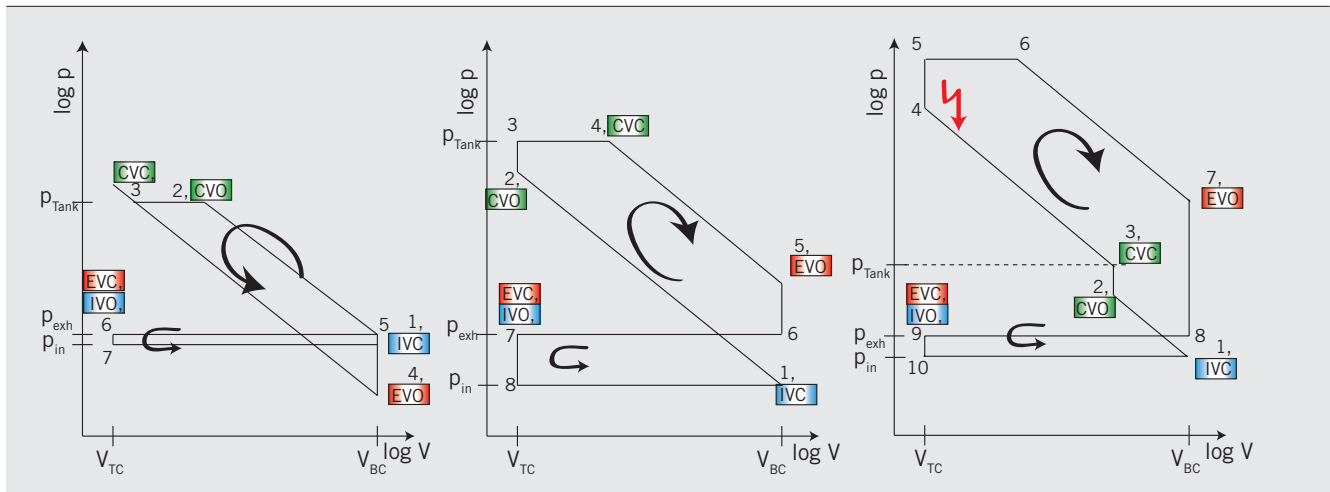 log p
CVC,
3
2, CVO
p_Tank
EVC,
IVO,
p_exh
6
5
1,
IVC
p_in
7
4,
EVO
V_TC
V_BC
log V
log p
3
4, CVC
p_Tank
2,
CVO
5,
EVO
EVC,
IVO,
p_exh
7
6
p_in
8
1,
IVC
V_TC
V_BC
log V
log p
5
6
4
7,
EVO
3,
CVC
p_Tank
2,
CVO
EVC,
IVO,
p_exh
9
8
p_in
10
1,
IVC
V_TC
V_BC
log V